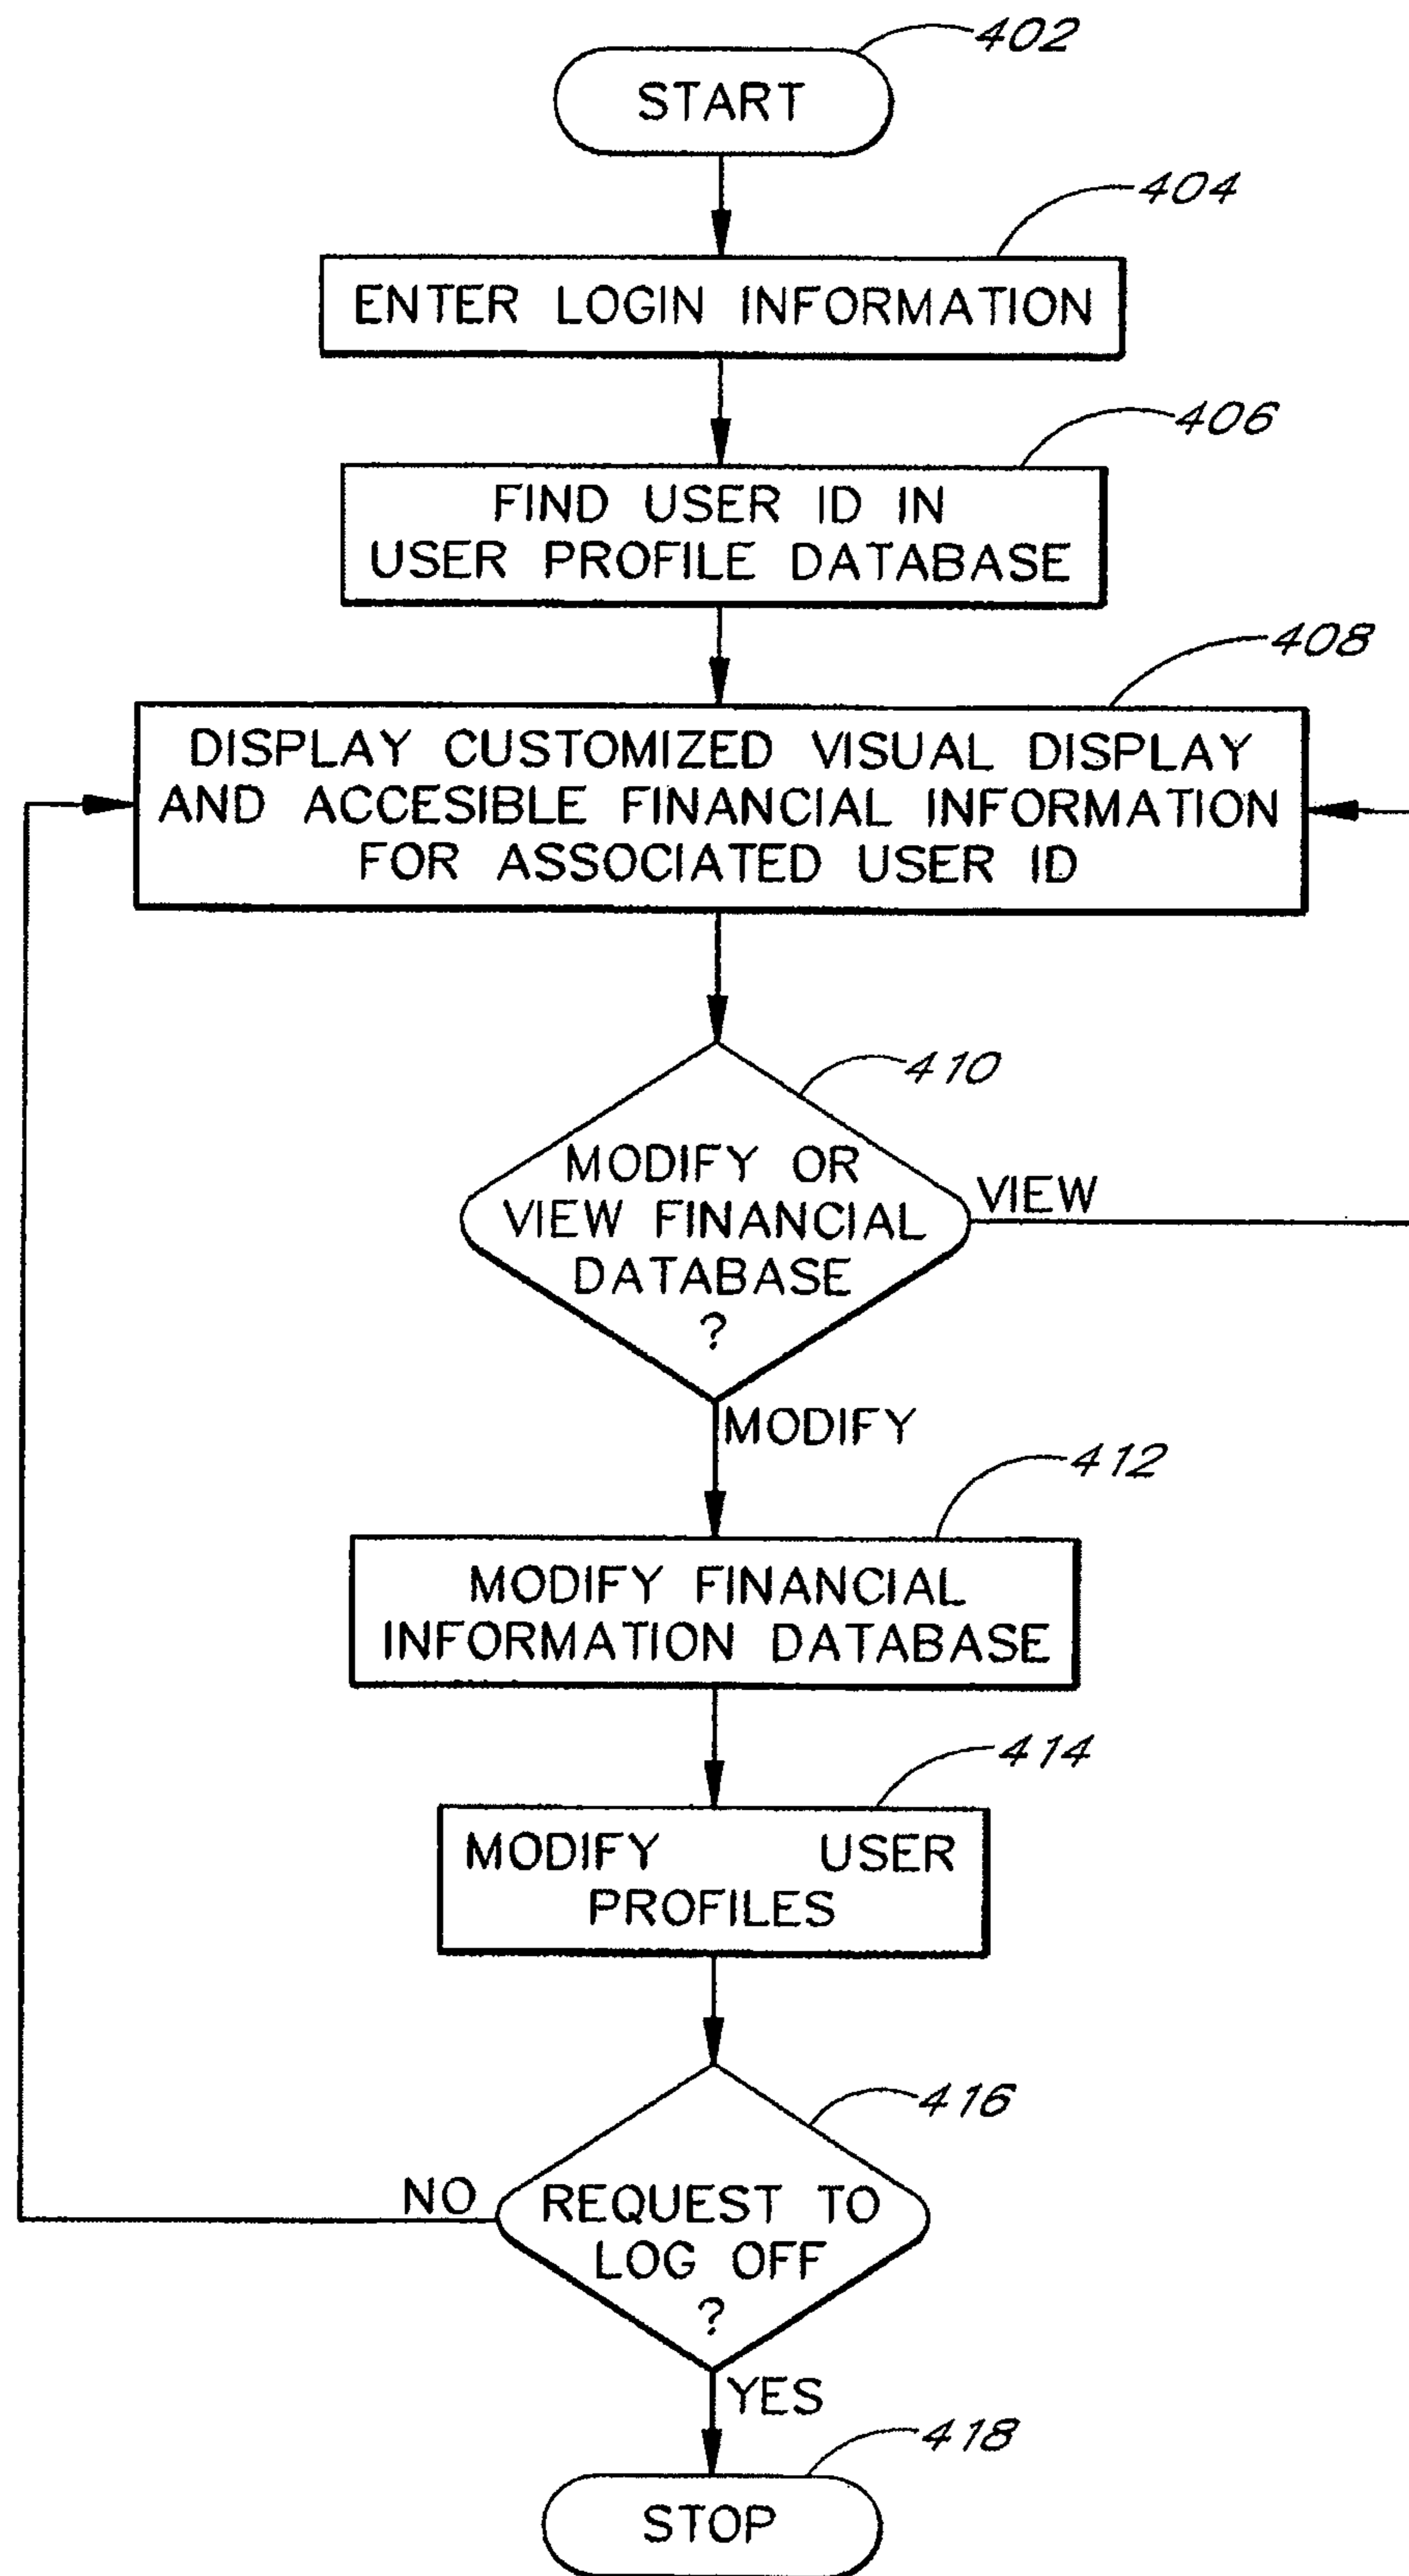 402
START
404
ENTER LOGIN INFORMATION
406
FIND USER ID IN
USER PROFILE DATABASE
408
DISPLAY CUSTOMIZED VISUAL DISPLAY
AND ACCESIBLE FINANCIAL INFORMATION
FOR ASSOCIATED USER ID
410
MODIFY OR
VIEW FINANCIAL
DATABASE
?
VIEW
MODIFY
412
MODIFY FINANCIAL
INFORMATION DATABASE
414
MODIFY USER
PROFILES
416
REQUEST TO
LOG OFF
?
NO
YES
418
STOP